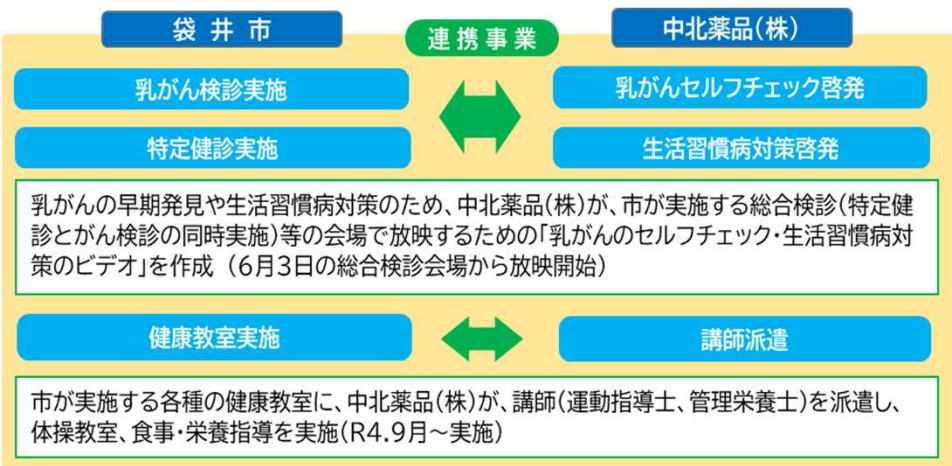 袋井市
連携事業
中北薬品(株)
乳がん検診実施
乳がんセルフチェック啓発
特定健診実施
生活習慣病対策啓発
乳がんの早期発見や生活習慣病対策のため、中北薬品(株)が、市が実施する総合検診(特定健
診とがん検診の同時実施)等の会場で放映するための「乳がんのセルフチェック・生活習慣病対
策のビデオ」を作成（6月3日の総合検診会場から放映開始）
健康教室実施
講師派遣
市が実施する各種の健康教室に、中北薬品(株)が、講師(運動指導士、管理栄養士)を派遣し、
体操教室、食事・栄養指導を実施(R4.9月～実施)